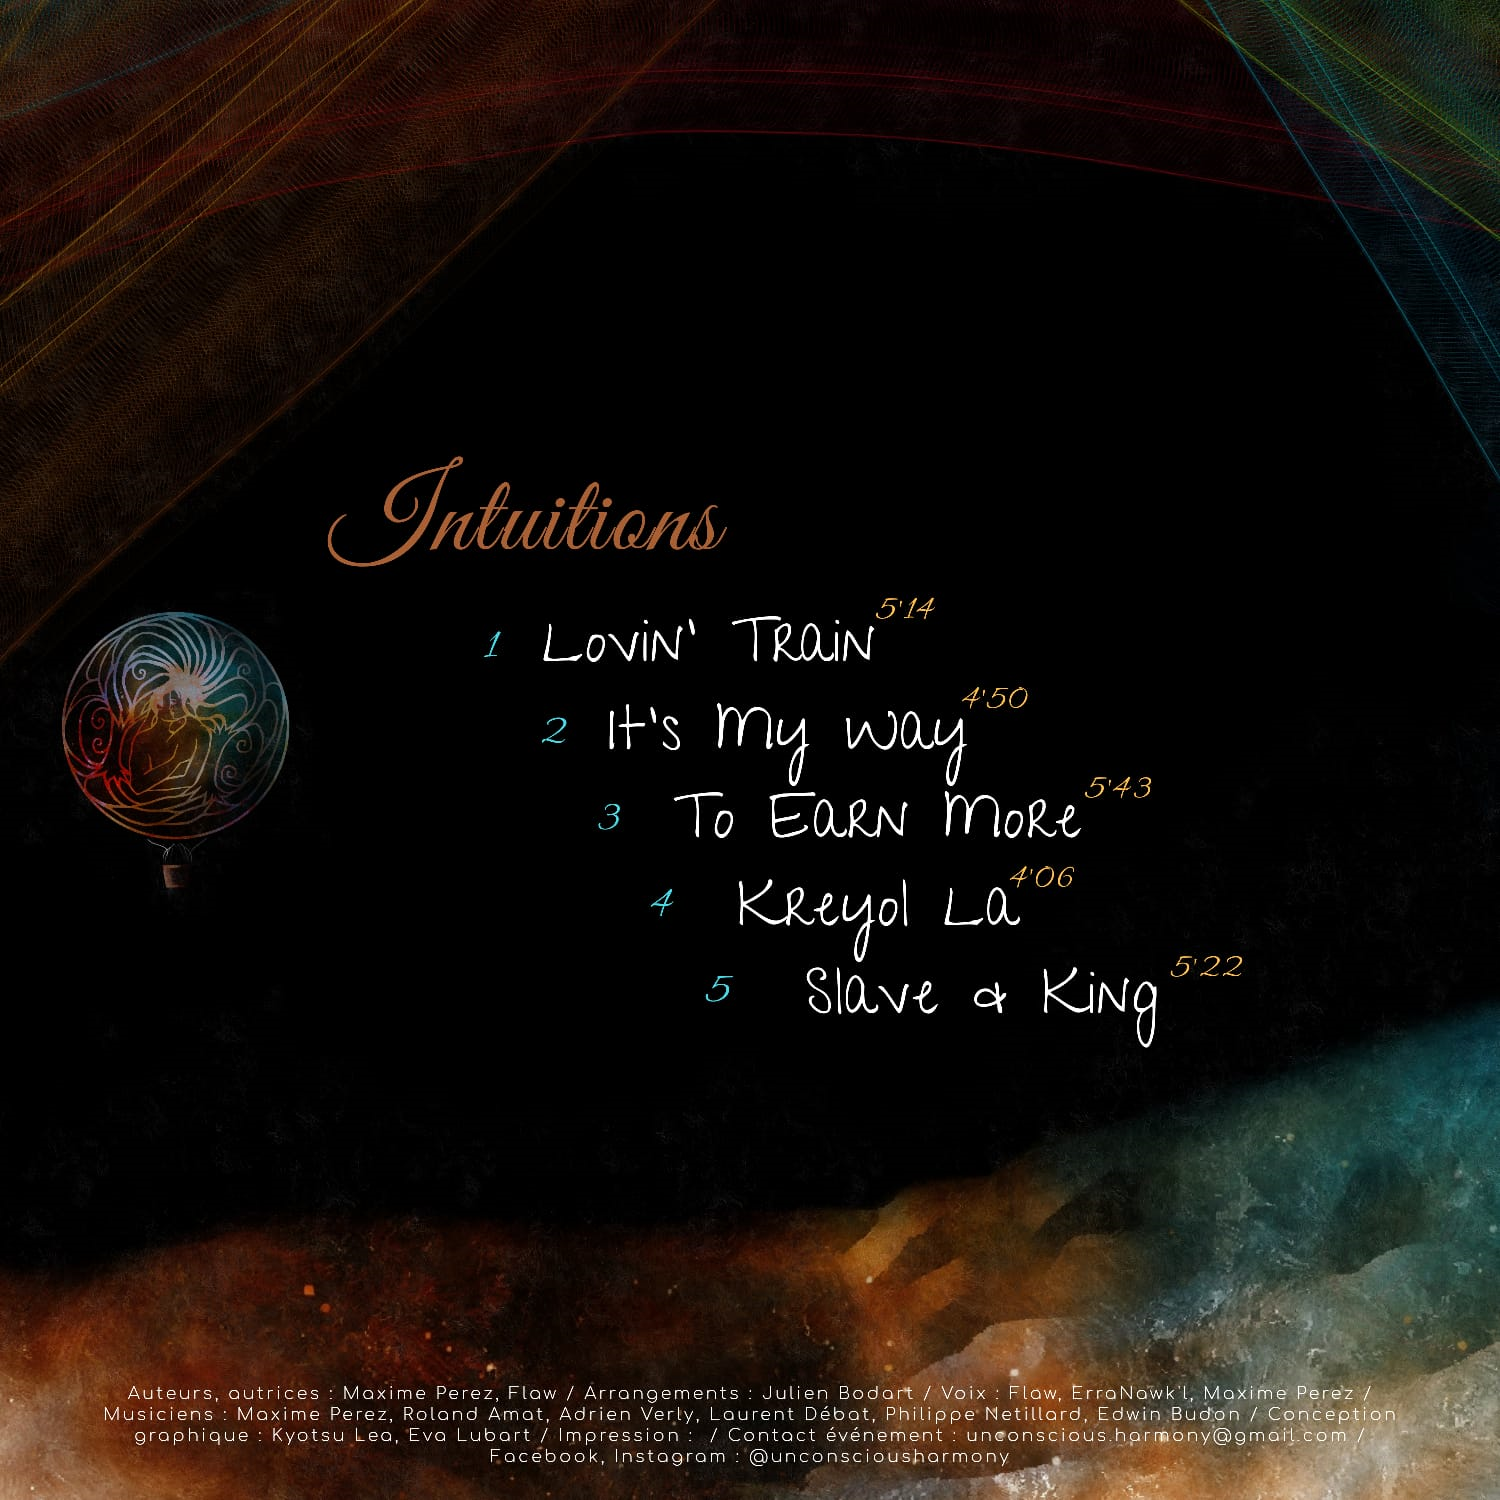 Intuitions
1 Lovin' Train 5'14
2 It's My Way 4'50
3 To Earn More 5'43
4 Kreyol La 4'06
5 Slave & King 5'22
Auteurs, autrices : Maxime Perez, Flaw / Arrangements : Julien Bodart / Voix : Flaw, ErraNawk'l, Maxime Perez /
Musiciens : Maxime Perez, Roland Amat, Adrien Verly, Laurent Débat, Philippe Netillard, Edwin Budon / Conception
graphique : Kyotsu Lea, Eva Lubart / Impression :  / Contact événement : unconscious.harmony@gmail.com /
Facebook, Instagram : @unconsciousharmony